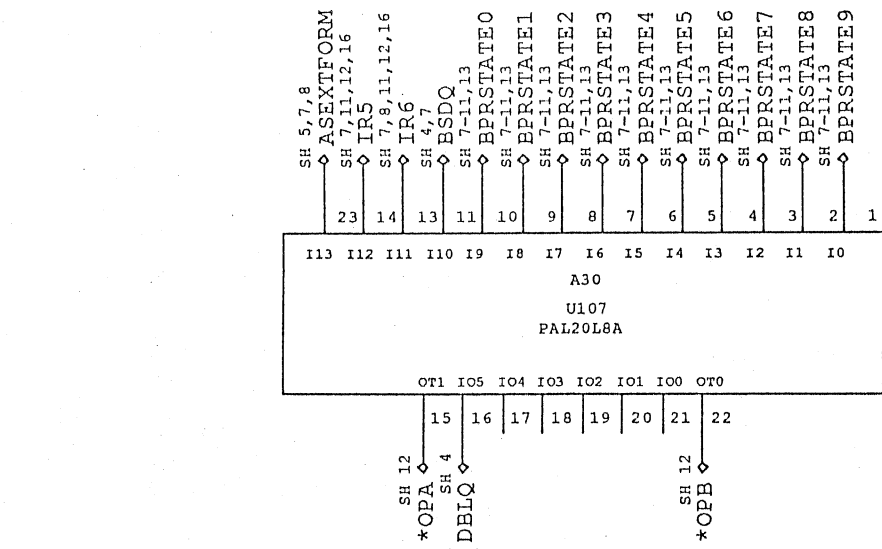 SH 5,7,8
ASEXTFORM
SH 7,11,12,16
IR5
SH 7,8,11,12,16
IR6
SH 4,7
BSDQ
SH 7-11,13
BPRSTATE0
SH 7-11,13
BPRSTATE1
SH 7-11,13
BPRSTATE2
SH 7-11,13
BPRSTATE3
SH 7-11,13
BPRSTATE4
SH 7-11,13
BPRSTATE5
SH 7-11,13
BPRSTATE6
SH 7-11,13
BPRSTATE7
SH 7-11,13
BPRSTATE8
SH 7-11,13
BPRSTATE9
23 14 13 11 10 9 8 7 6 5 4 3 2 1
I13 I12 I11 I10 I9 I8 I7 I6 I5 I4 I3 I2 I1 I0
A30
U107
PAL20L8A
OT1 IO5 IO4 IO3 IO2 IO1 IO0 OT0
15 16 17 18 19 20 21 22
SH 12
*OPA
SH 4
DBLQ
SH 12
*OPB